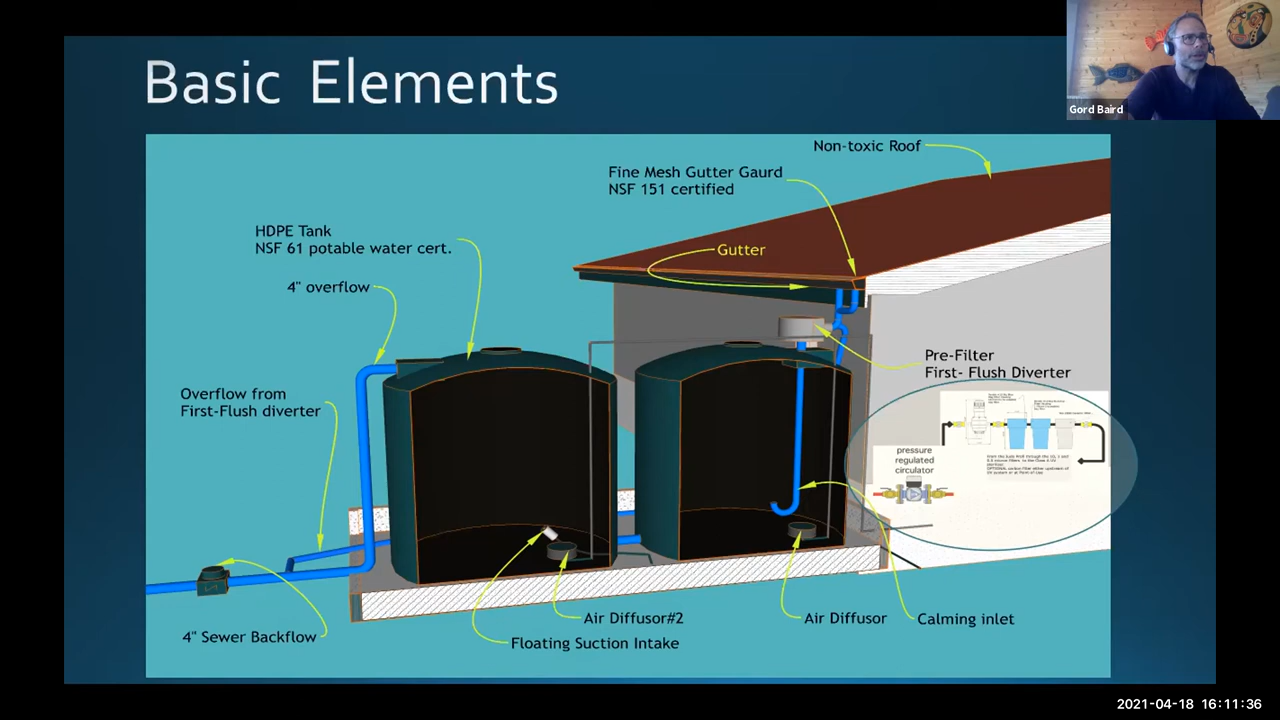 Basic Elements
Gord Baird
Non-toxic Roof
Fine Mesh Gutter Gaurd
NSF 151 certified
HDPE Tank
NSF 61 potable water cert.
Gutter
4" overflow
Pre-Filter
First- Flush Diverter
Overflow from
First-Flush diverter
pressure
regulated
circulator
Air Diffusor#2
Air Diffusor
Calming inlet
4" Sewer Backflow
Floating Suction Intake
2021-04-18 16:11:36